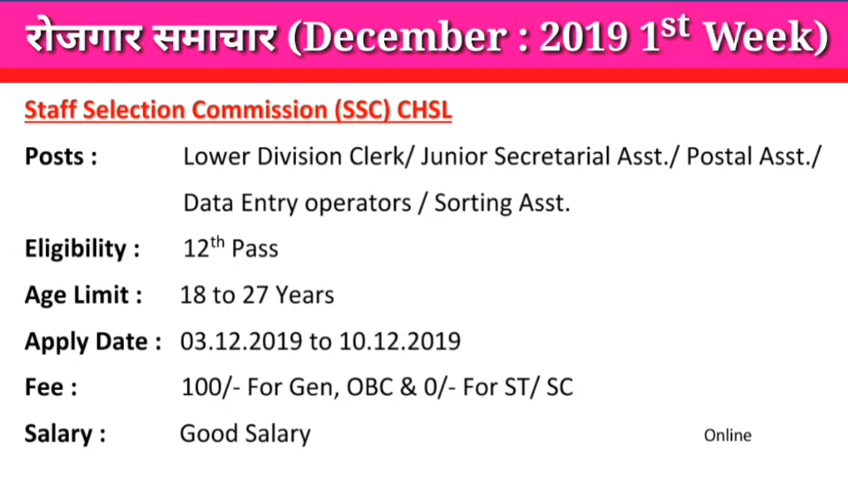 रोजगार समाचार (December : 2019 1st Week)
Staff Selection Commission (SSC) CHSL
Posts : Lower Division Clerk/ Junior Secretarial Asst./ Postal Asst./
Data Entry operators / Sorting Asst.
Eligibility : 12th Pass
Age Limit : 18 to 27 Years
Apply Date : 03.12.2019 to 10.12.2019
Fee : 100/- For Gen, OBC & 0/- For ST/ SC
Salary : Good Salary Online